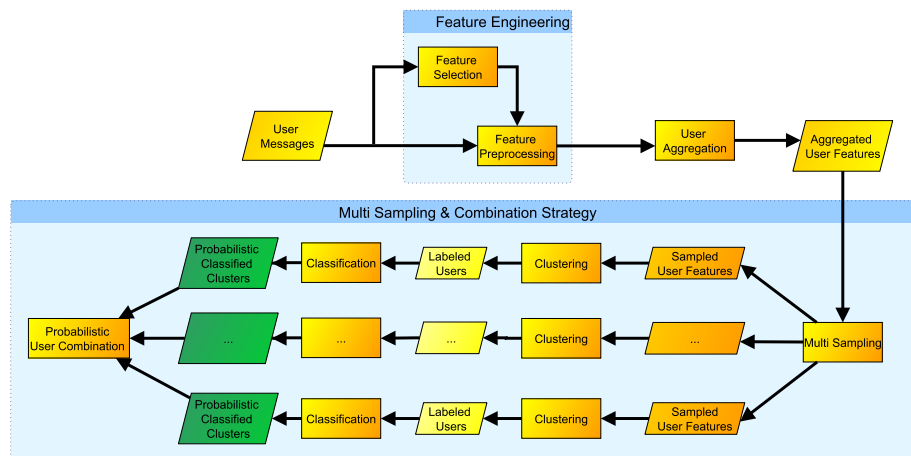 Feature Engineering
Feature
Selection
User
Messages
Feature
Preprocessing
User
Aggregation
Aggregated
User Features
Multi Sampling & Combination Strategy
Probabilistic
Classified
Clusters
Classification
Labeled
Users
Clustering
Sampled
User Features
Probabilistic
User Combination
...
...
...
Clustering
...
Multi Sampling
Probabilistic
Classified
Clusters
Classification
Labeled
Users
Clustering
Sampled
User Features